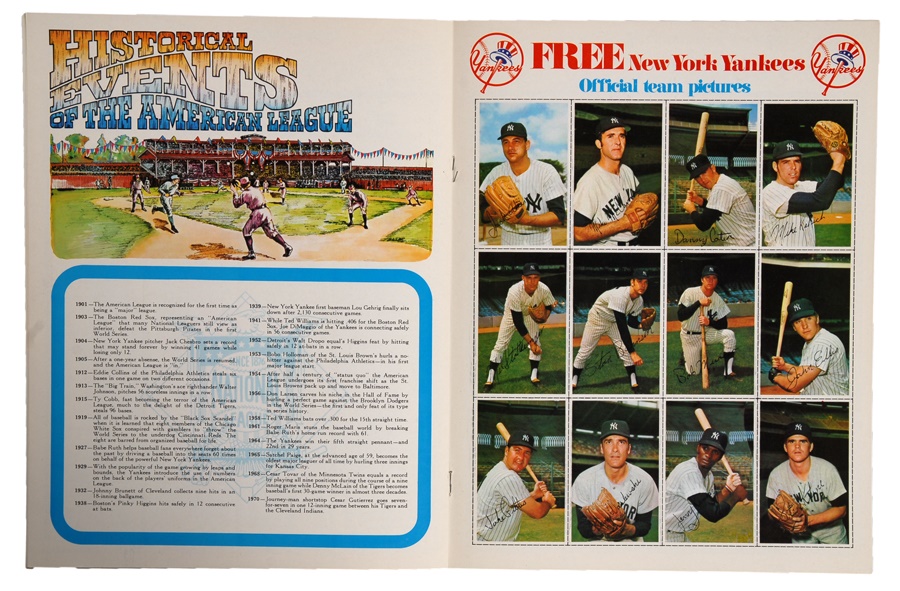 HISTORICAL
EVENTS
OF THE AMERICAN LEAGUE
1901—The American League is recognized for the first time as
being a "major" league.
1903—The Boston Red Sox, representing an "American
League" that many National Leaguers still view as
inferior, defeat the Pittsburgh Pirates in the first
World Series.
1904—New York Yankee pitcher Jack Chesbro sets a record
that may stand forever by winning 41 games while
losing only 12.
1905—After a one-year absense, the World Series is resumed
and the American League is "in."
1912—Eddie Collins of the Philadelphia Athletics steals six
bases in one game on two different occasions.
1913—The "Big Train," Washington's ace righthander Walter
Johnson, pitches 56 scoreless innings in a row.
1915—Ty Cobb, fast becoming the terror of the American
League, much to the delight of the Detroit Tigers,
steals 96 bases.
1919—All of baseball is rocked by the "Black Sox Scandal"
when it is learned that eight members of the Chicago
White Sox conspired with gamblers to "throw" the
World Series to the underdog Cincinnati Reds. The
eight are barred from organized baseball for life.
1927—Babe Ruth helps baseball fans everywhere forget about
the past by driving a baseball into the seats 60 times
on behalf of the powerful New York Yankees.
1929—With the popularity of the game growing by leaps and
bounds, the Yankees introduce the use of numbers
on the back of the players' uniforms in the American
League.
1932—Johnny Burnett of Cleveland collects nine hits in an
18-inning ballgame.
1938—Boston's Pinky Higgins hits safely in 12 consecutive
at bats.
1939—New York Yankee first baseman Lou Gehrig finally sits
down after 2,130 consecutive games.
1941—While Ted Williams is hitting .406 for the Boston Red
Sox, Joe DiMaggio of the Yankees is connecting safely
in 56 consecutive games.
1952—Detroit's Walt Dropo equals Higgins feat by hitting
safely in 12 at-bats in a row.
1953—Bobo Holloman of the St. Louis Brown's hurls a no-
hitter against the Philadelphia Athletics—in his first
major league start.
1954—After half a century of "status quo" the American
League undergoes its first franchise shift as the St.
Louis Browns pack up and move to Baltimore.
1956—Don Larsen carves his niche in the Hall of Fame by
hurling a perfect game against the Brooklyn Dodgers
in the World Series—the first and only feat of its type
in series history.
1958—Ted Williams bats over .300 for the 15th straight time.
1961—Roger Maris stuns the baseball world by breaking
Babe Ruth's home run record with 61.
1964—The Yankees win their fifth straight pennant—and
22nd in 29 years.
1965—Satchel Paige, at the advanced age of 59, becomes the
oldest major leaguer of all time by hurling three innings
for Kansas City.
1968—Cesar Tovar of the Minnesota Twins equals a record
by playing all nine positions during the course of a nine
inning game while Denny McLain of the Tigers becomes
baseball's first 30-game winner in almost three decades.
1970—Journey-man shortstop Cesar Gutierrez goes seven-
for-seven in one 12-inning game between his Tigers and
the Cleveland Indians.
Yankees
FREE New York Yankees
Official team pictures
Yankees
NEW
Danny Cater
Mike Kekich
Jake Gibbs